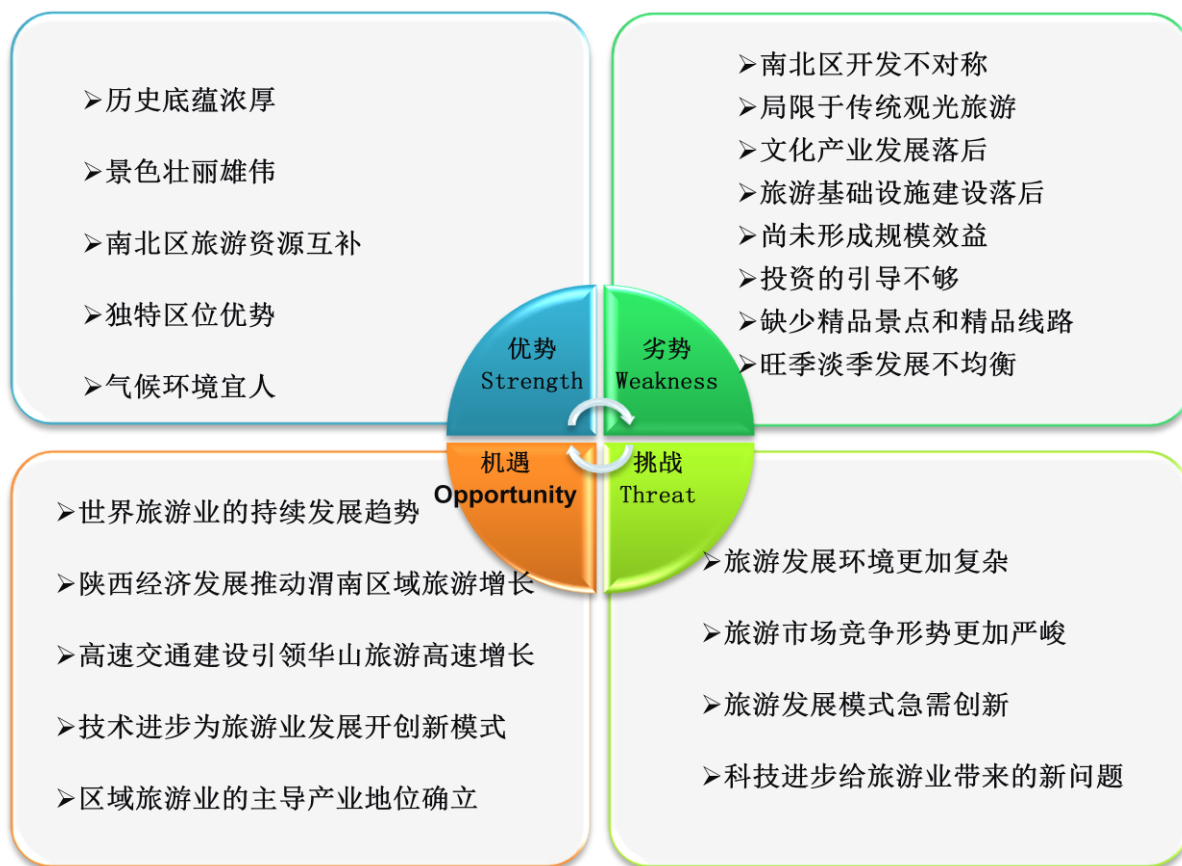 ➢历史底蕴浓厚
➢景色壮丽雄伟
➢南北区旅游资源互补
➢独特区位优势
➢气候环境宜人
➢南北区开发不对称
➢局限于传统观光旅游
➢文化产业发展落后
➢旅游基础设施建设落后
➢尚未形成规模效益
➢投资的引导不够
➢缺少精品景点和精品线路
➢旺季淡季发展不均衡
优势
Strength
劣势
Weakness
机遇
Opportunity
挑战
Threat
➢世界旅游业的持续发展趋势
➢陕西经济发展推动渭南区域旅游增长
➢高速交通建设引领华山旅游高速增长
➢技术进步为旅游业发展开创新模式
➢区域旅游业的主导产业地位确立
➢旅游发展环境更加复杂
➢旅游市场竞争形势更加严峻
➢旅游发展模式急需创新
➢科技进步给旅游业带来的新问题